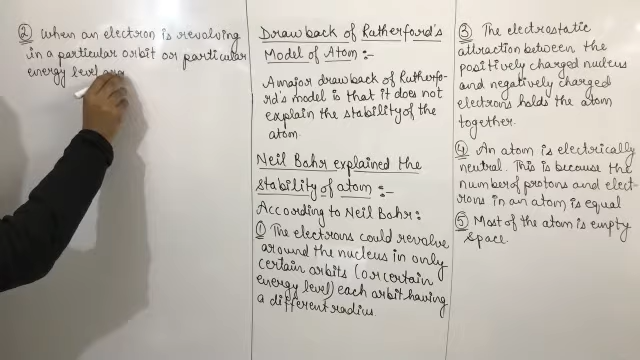 ② When an electron is revolving
in a particular orbit or particular
energy level aro
Drawback of Rutherford's
Model of Atom :-
A major drawback of Rutherfo-
rd's model is that it does not
explain the stability of the
atom.
Neil Bohr explained the
stability of atom :-
According to Neil Bohr :
① The electrons could revolve
around the nucleus in only
certain orbits (or certain
energy level) each orbit having
a different radius.
③ The electrostatic
attraction between the
positively charged nucleus
and negatively charged
electrons holds the atom
together.
④ An atom is electrically
neutral. This is because the
number of protons and elect-
rons in an atom is equal
⑤ Most of the atom is empty
space.